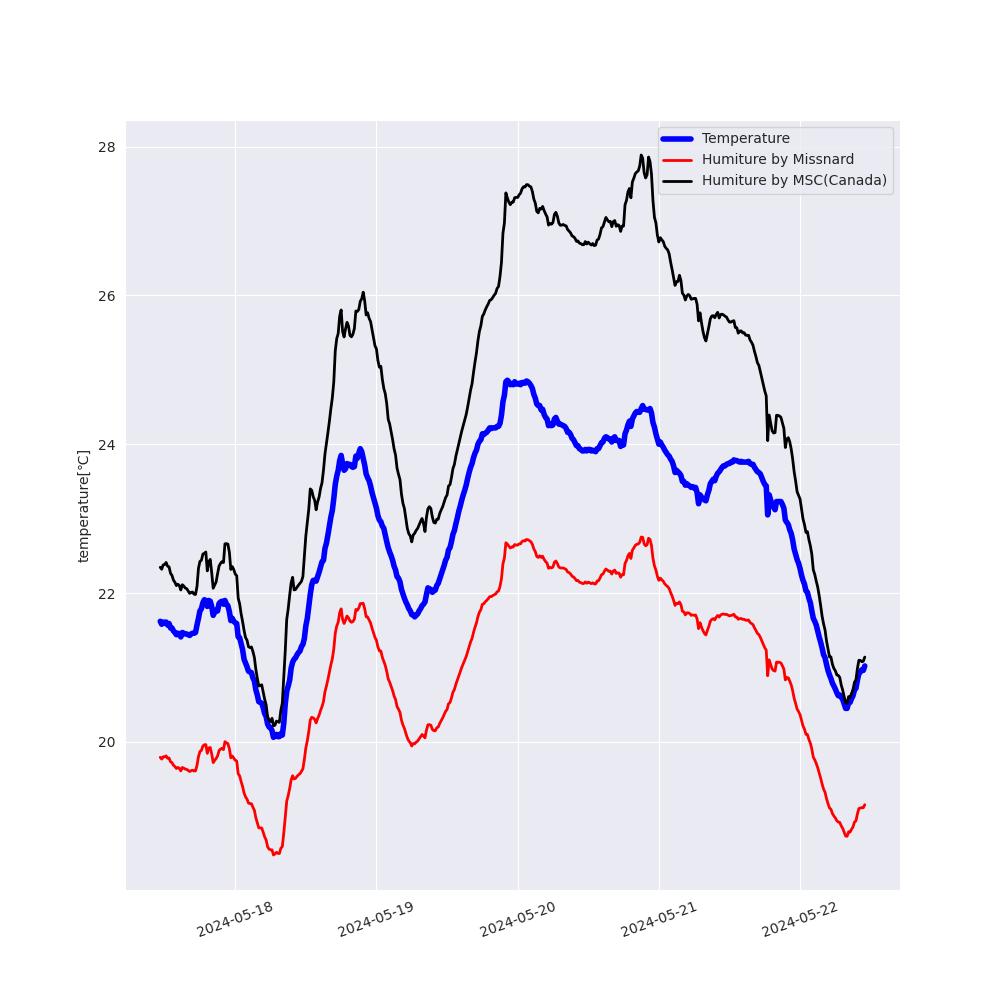 28
26
24
22
20
temperature[℃]
Temperature
Humiture by Missnard
Humiture by MSC(Canada)
2024-05-18
2024-05-19
2024-05-20
2024-05-21
2024-05-22